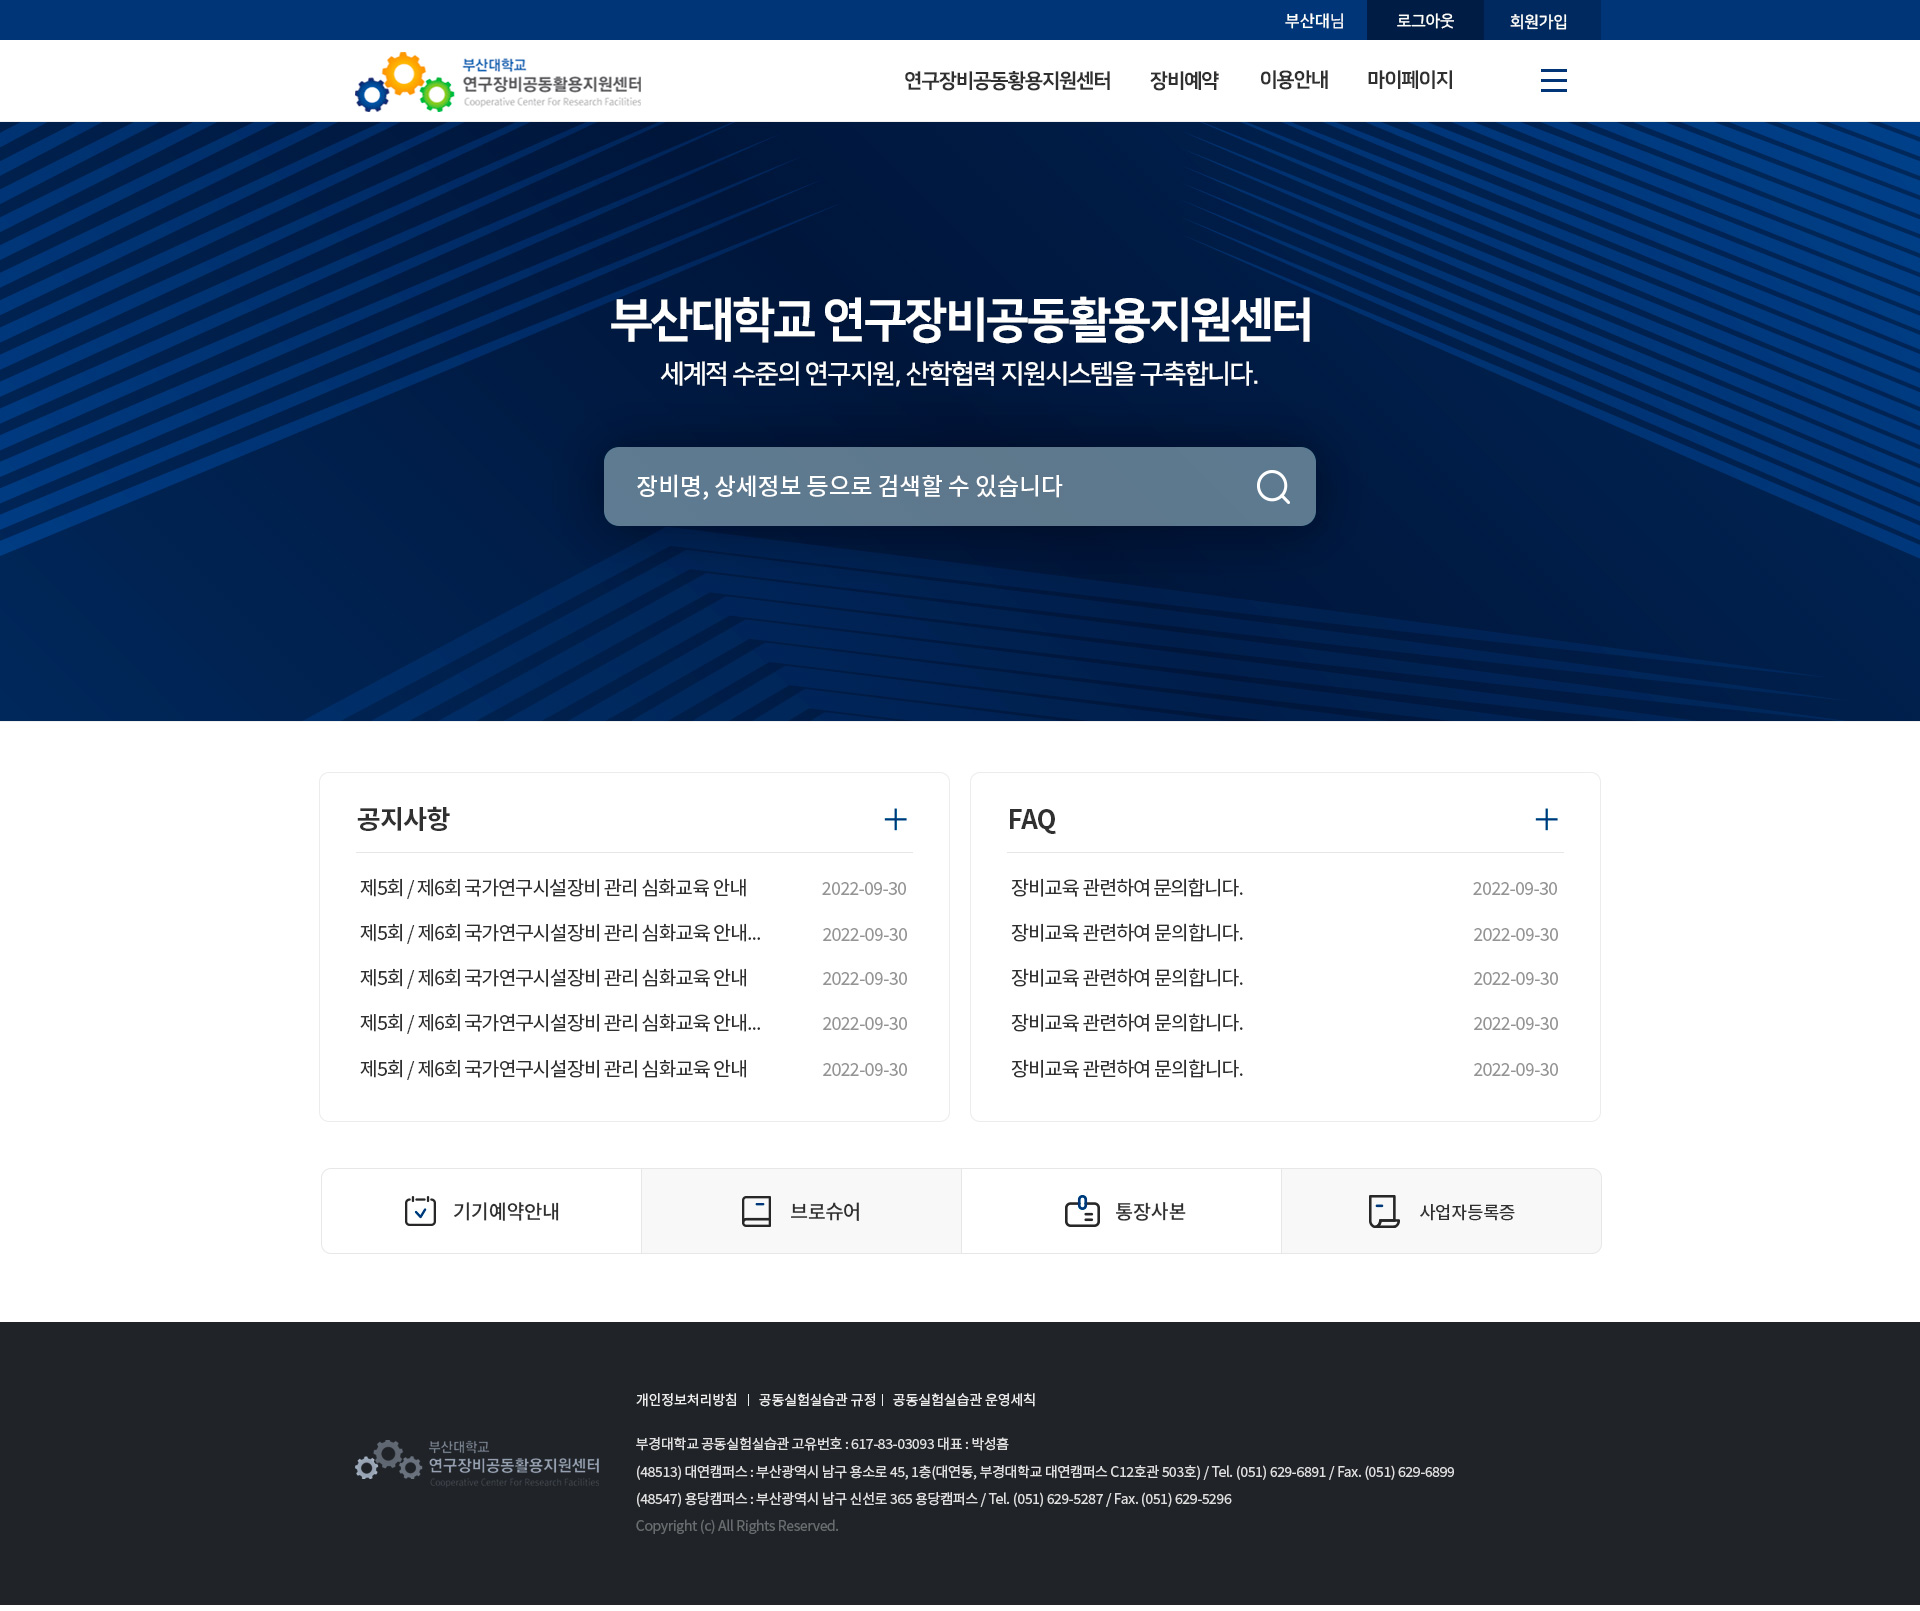 부산대님 로그아웃 회원가입
부산대학교
연구장비공동활용지원센터
Cooperative Center For Research Facilities
연구장비공동황용지원센터 장비예약 이용안내 마이페이지
부산대학교 연구장비공동활용지원센터
세계적 수준의 연구지원, 산학협력 지원시스템을 구축합니다.
장비명, 상세정보 등으로 검색할 수 있습니다
공지사항
제5회 / 제6회 국가연구시설장비 관리 심화교육 안내 2022-09-30
제5회 / 제6회 국가연구시설장비 관리 심화교육 안내... 2022-09-30
제5회 / 제6회 국가연구시설장비 관리 심화교육 안내 2022-09-30
제5회 / 제6회 국가연구시설장비 관리 심화교육 안내... 2022-09-30
제5회 / 제6회 국가연구시설장비 관리 심화교육 안내 2022-09-30
FAQ
장비교육 관련하여 문의합니다. 2022-09-30
장비교육 관련하여 문의합니다. 2022-09-30
장비교육 관련하여 문의합니다. 2022-09-30
장비교육 관련하여 문의합니다. 2022-09-30
장비교육 관련하여 문의합니다. 2022-09-30
기기예약안내 브로슈어 통장사본 사업자등록증
부산대학교
연구장비공동활용지원센터
Cooperative Center For Research Facilities
개인정보처리방침 | 공동실험실습관 규정 | 공동실험실습관 운영세칙
부경대학교 공동실험실습관 고유번호 : 617-83-03093 대표 : 박성흠
(48513) 대연캠퍼스 : 부산광역시 남구 용소로 45, 1층(대연동, 부경대학교 대연캠퍼스 C12호관 503호) / Tel. (051) 629-6891 / Fax. (051) 629-6899
(48547) 용당캠퍼스 : 부산광역시 남구 신선로 365 용당캠퍼스 / Tel. (051) 629-5287 / Fax. (051) 629-5296
Copyright (c) All Rights Reserved.